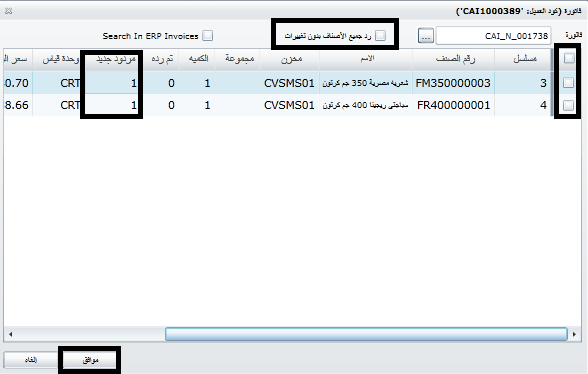 فاتورة (كود العميل: 'CAI1000389')
فاتورة CAI_N_001738 ... رد جميع الأصناف بدون تغييرات Search In ERP Invoices
مسلسل رقم الصنف الاسم مخزن مجموعة الكميه تم رده مردود جديد وحدة قياس سعر
3 FM350000003 شعرية مصرية 350 جم كرتون CVSMS01 1 0 1 CRT 0.70
4 FR400000001 سباجتى ريجينا 400 جم كرتون CVSMS01 1 0 1 CRT 8.66
موافق الغاء